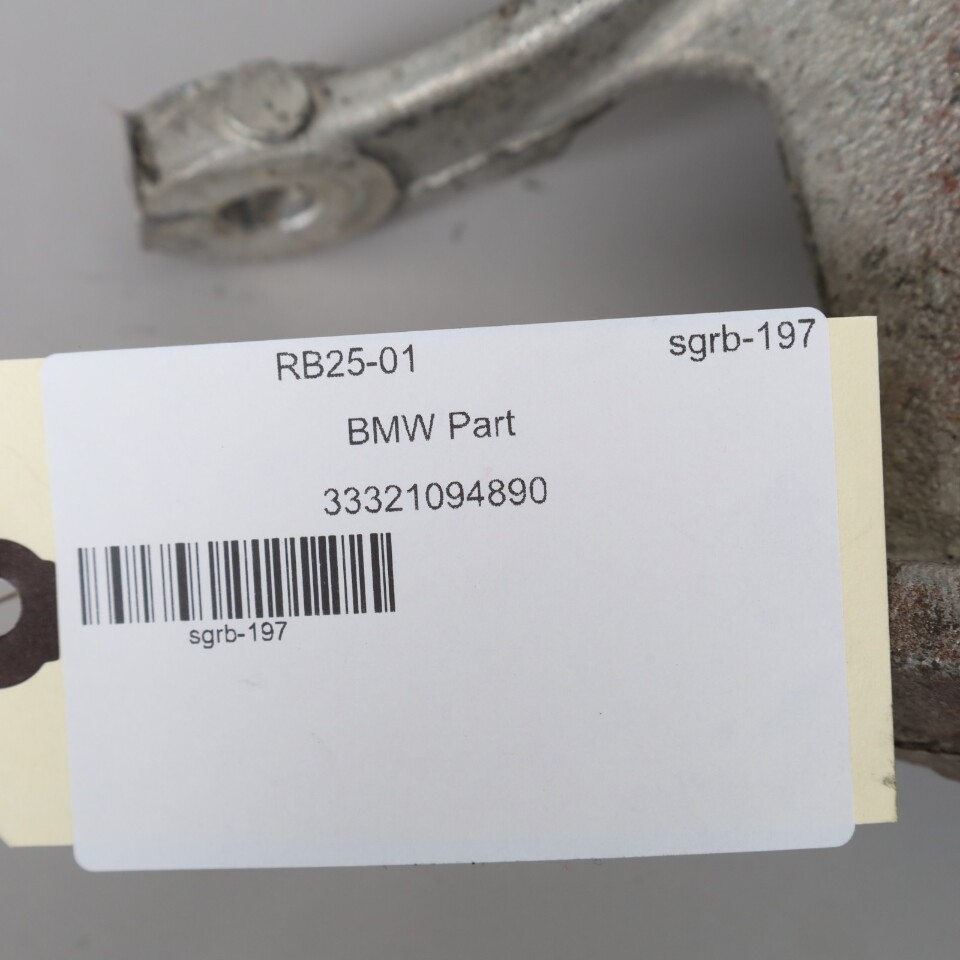 RB25-01 sgrb-197
BMW Part
33321094890
sgrb-197